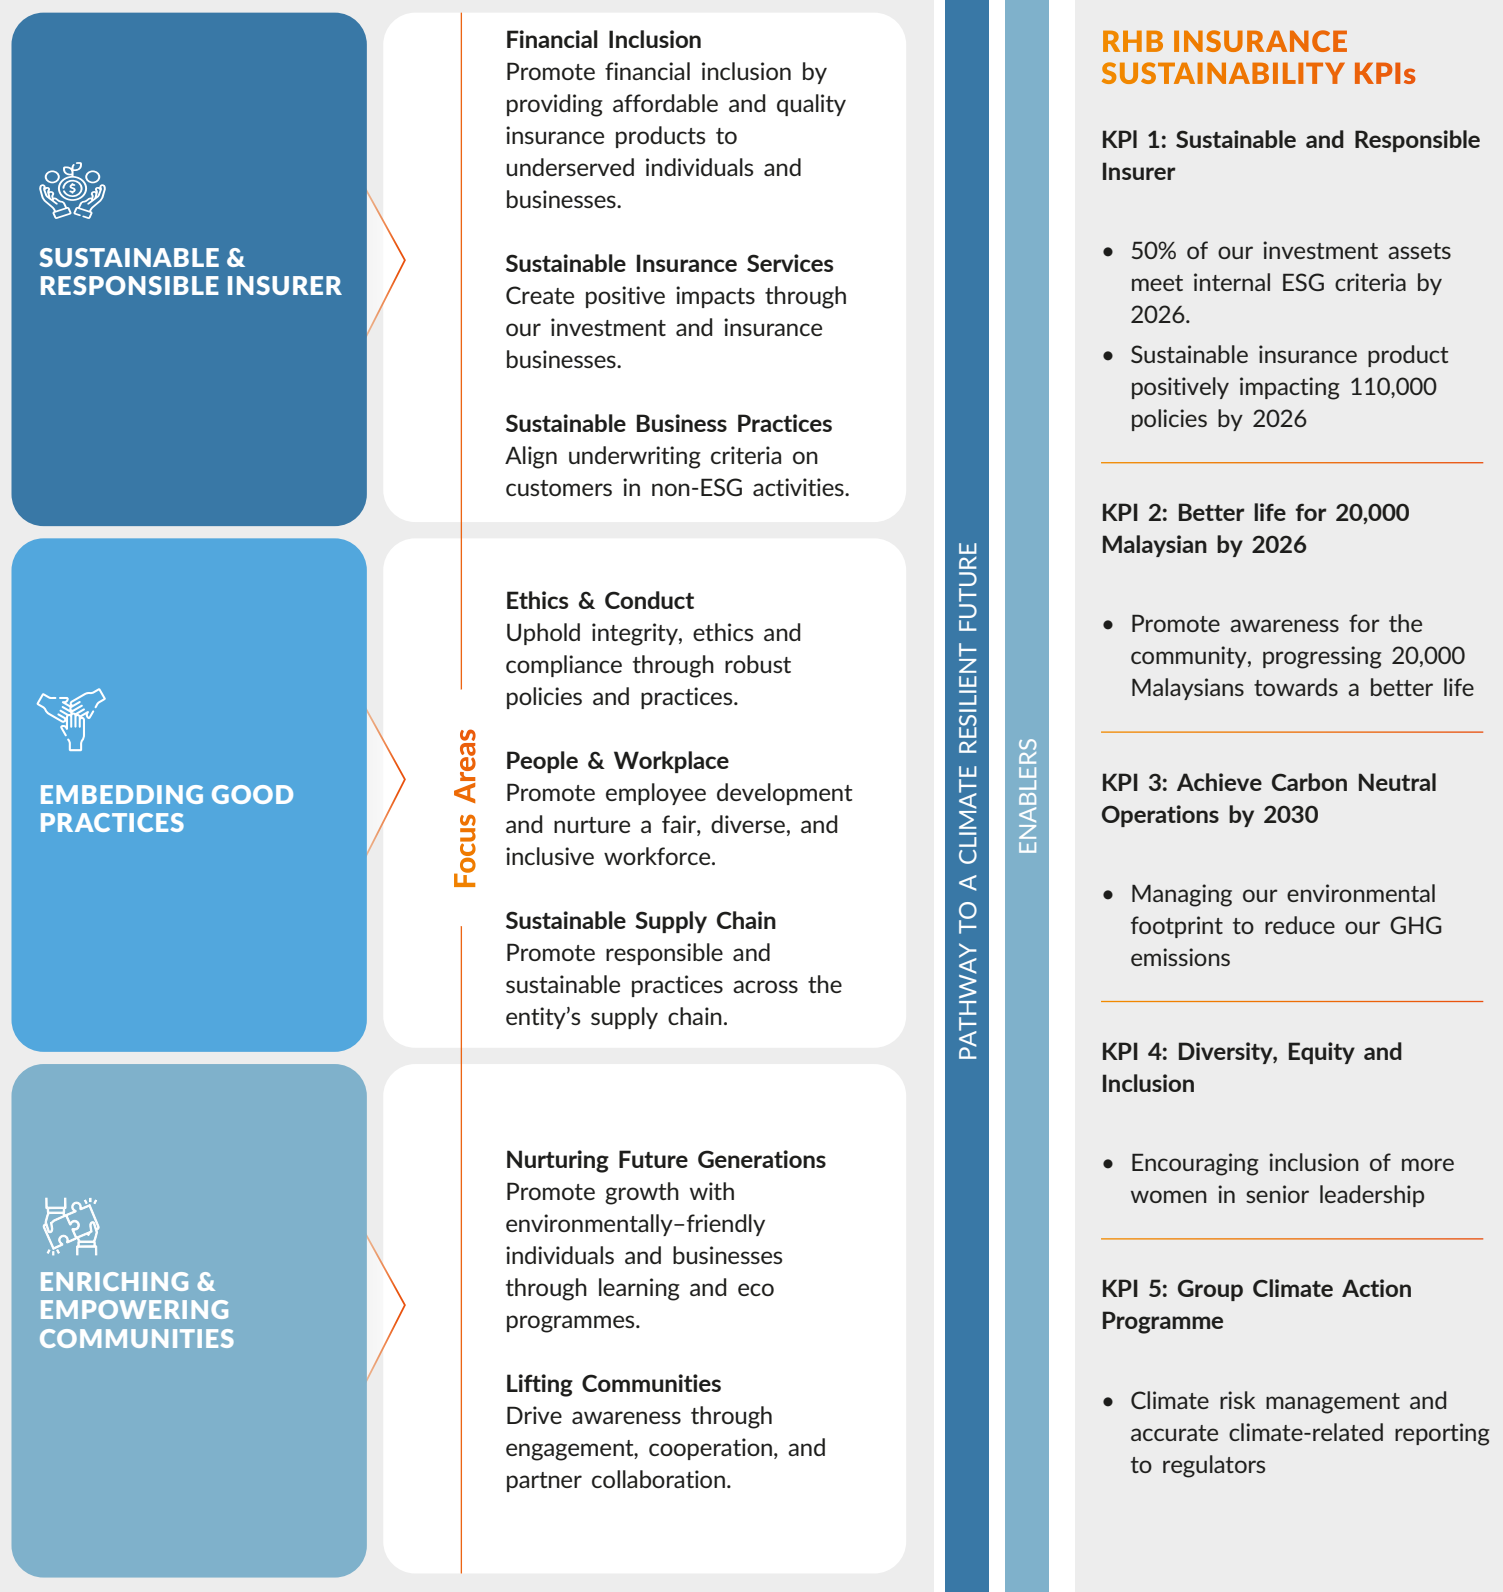 SUSTAINABLE &
RESPONSIBLE INSURER
Financial Inclusion
Promote financial inclusion by
providing affordable and quality
insurance products to
underserved individuals and
businesses.
Sustainable Insurance Services
Create positive impacts through
our investment and insurance
businesses.
Sustainable Business Practices
Align underwriting criteria on
customers in non-ESG activities.
EMBEDDING GOOD
PRACTICES
Focus Areas
Ethics & Conduct
Uphold integrity, ethics and
compliance through robust
policies and practices.
People & Workplace
Promote employee development
and nurture a fair, diverse, and
inclusive workforce.
Sustainable Supply Chain
Promote responsible and
sustainable practices across the
entity’s supply chain.
ENRICHING &
EMPOWERING
COMMUNITIES
Nurturing Future Generations
Promote growth with
environmentally–friendly
individuals and businesses
through learning and eco
programmes.
Lifting Communities
Drive awareness through
engagement, cooperation, and
partner collaboration.
PATHWAY TO A CLIMATE RESILIENT FUTURE
ENABLERS
RHB INSURANCE
SUSTAINABILITY KPIs
KPI 1: Sustainable and Responsible
Insurer
• 50% of our investment assets
meet internal ESG criteria by
2026.
• Sustainable insurance product
positively impacting 110,000
policies by 2026
KPI 2: Better life for 20,000
Malaysian by 2026
• Promote awareness for the
community, progressing 20,000
Malaysians towards a better life
KPI 3: Achieve Carbon Neutral
Operations by 2030
• Managing our environmental
footprint to reduce our GHG
emissions
KPI 4: Diversity, Equity and
Inclusion
• Encouraging inclusion of more
women in senior leadership
KPI 5: Group Climate Action
Programme
• Climate risk management and
accurate climate-related reporting
to regulators